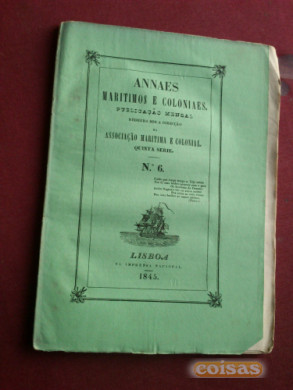 ANNAES
MARITIMOS E COLONIAES.
PUBLICAÇÃO MENSAL
REDIGIDA SOB A DIRECÇÃO
DA
ASSOCIAÇÃO MARITIMA E COLONIAL.
QUINTA SERIE.
N.º 6.
LISBOA
NA IMPRENSA NACIONAL
1845.
coisas